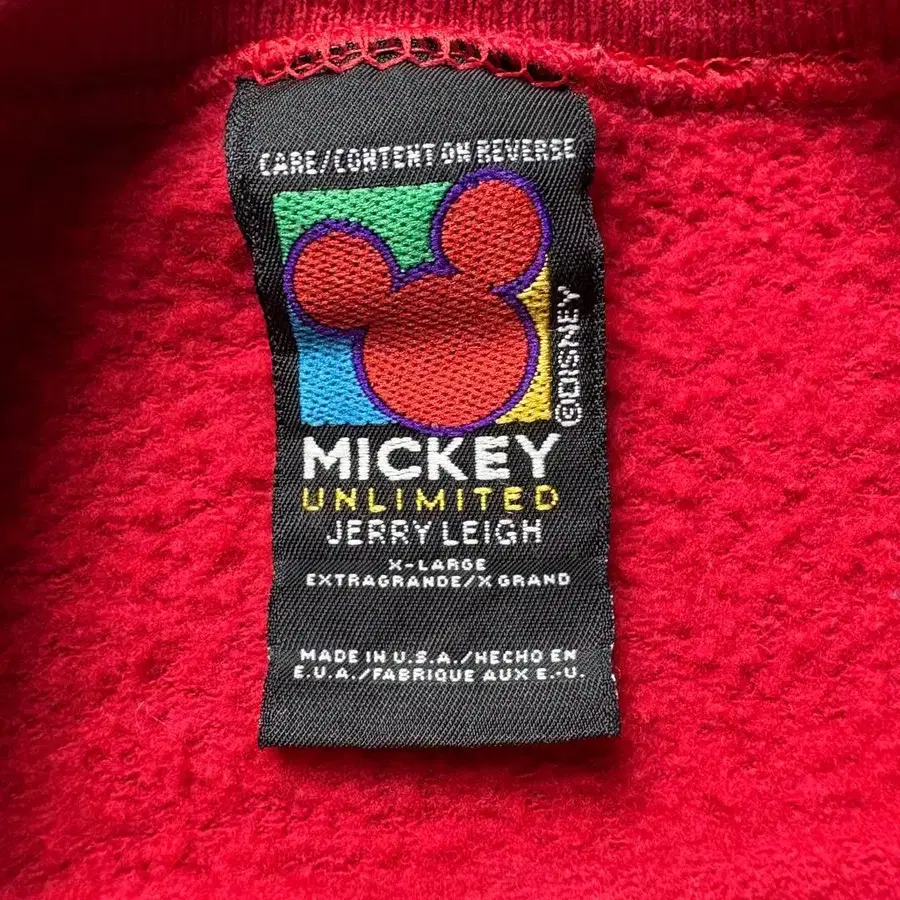 CARE/CONTENT ON REVERSE
©DISNEY
MICKEY
UNLIMITED
JERRY LEIGH
X-LARGE
EXTRAGRANDE/X GRAND
MADE IN U.S.A./HECHO EN
E.U.A./FABRIQUE AUX E.-U.